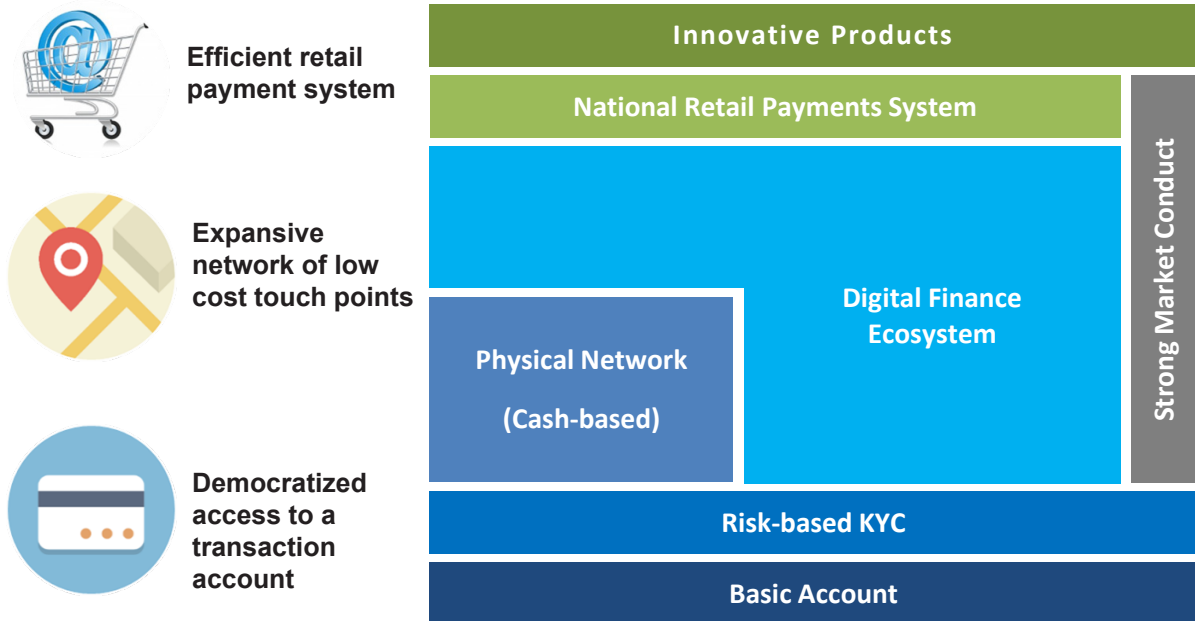 Efficient retail
payment system
Expansive
network of low
cost touch points
Democratized
access to a
transaction
account
Innovative Products
National Retail Payments System
Digital Finance
Ecosystem
Physical Network
(Cash-based)
Strong Market Conduct
Risk-based KYC
Basic Account